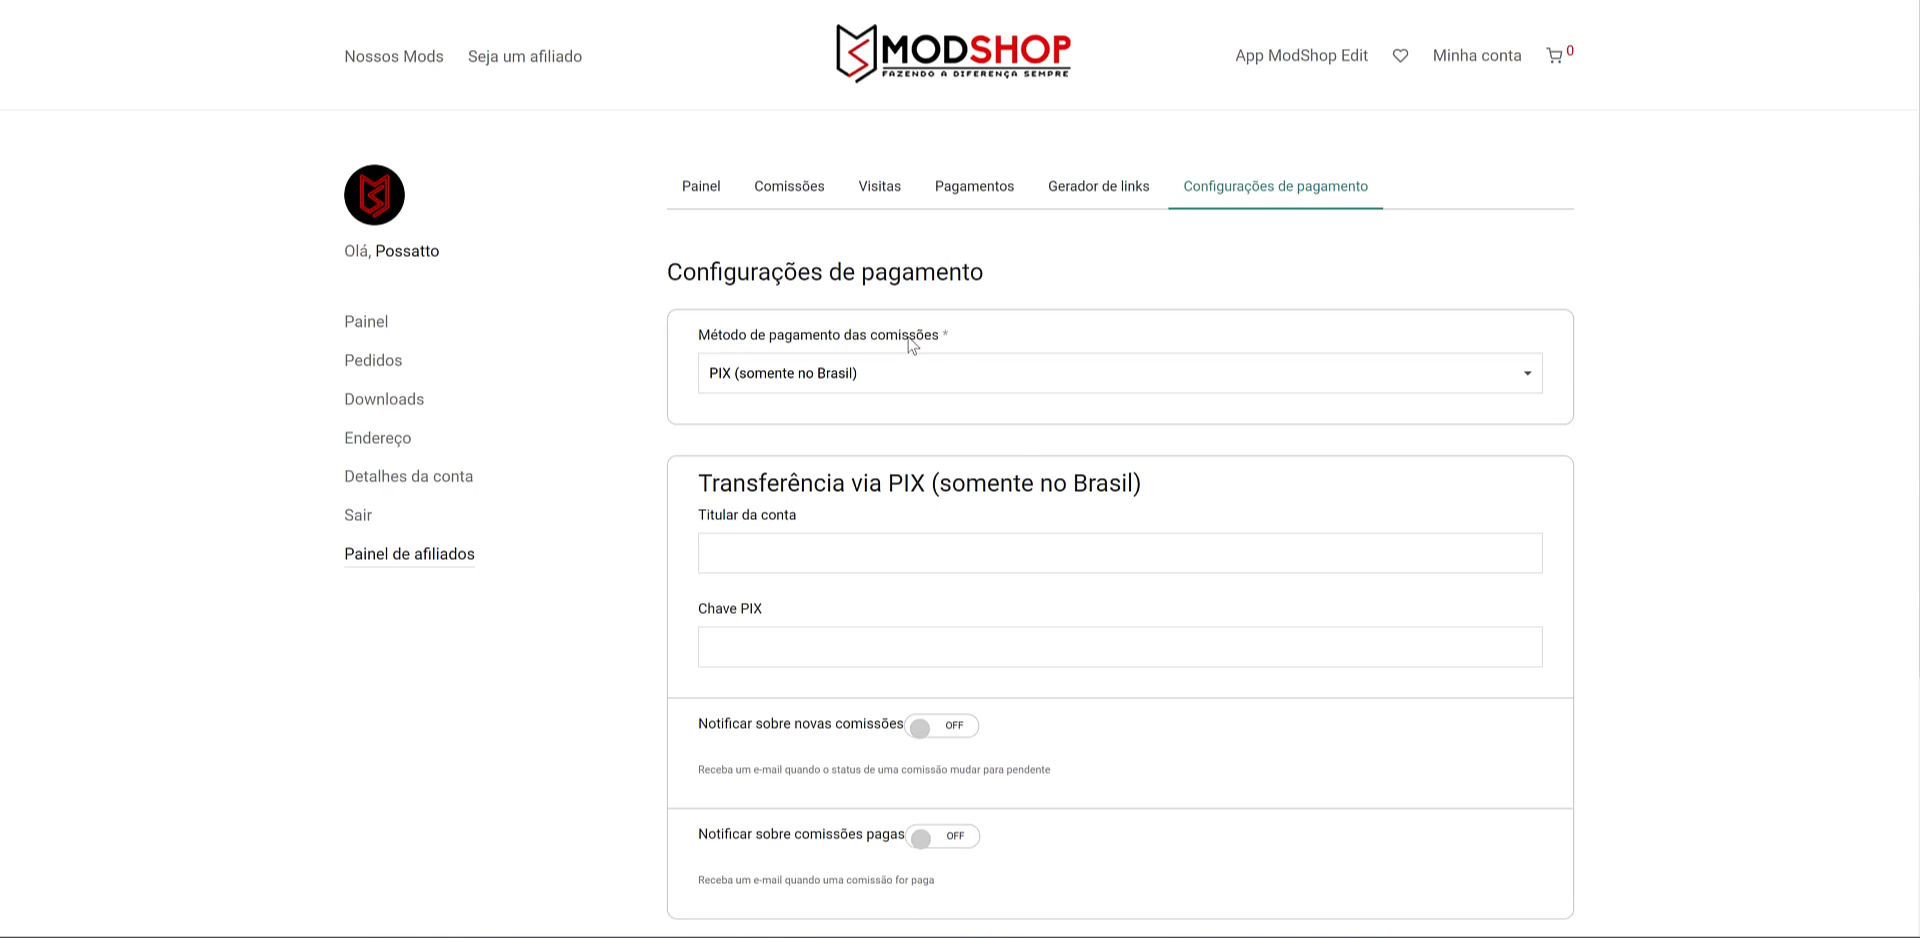 Nossos Mods
Seja um afiliado
MODSHOP
FAZENDO A DIFERENÇA SEMPRE
App ModShop Edit
Minha conta
0
Olá, Possatto
Painel
Pedidos
Downloads
Endereço
Detalhes da conta
Sair
Painel de afiliados
Painel
Comissões
Visitas
Pagamentos
Gerador de links
Configurações de pagamento
Configurações de pagamento
Método de pagamento das comissões *
PIX (somente no Brasil)
Transferência via PIX (somente no Brasil)
Titular da conta
Chave PIX
Notificar sobre novas comissões OFF
Receba um e-mail quando o status de uma comissão mudar para pendente
Notificar sobre comissões pagas OFF
Receba um e-mail quando uma comissão for paga